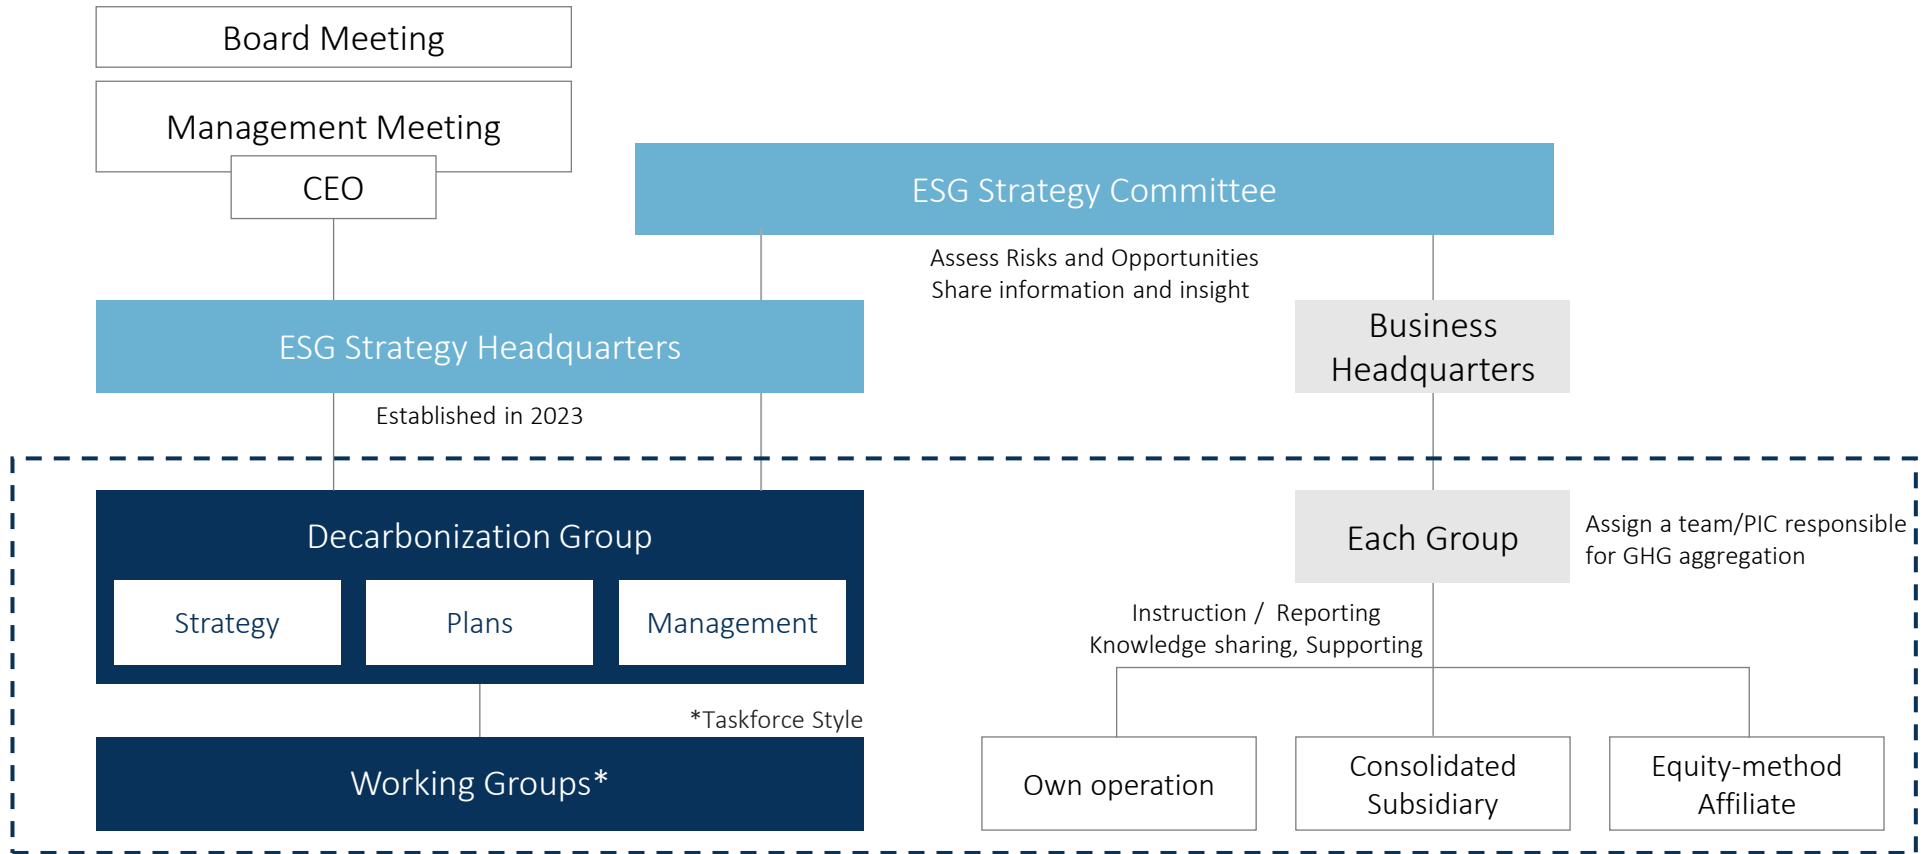 Board Meeting
Management Meeting
CEO
ESG Strategy Committee
Assess Risks and Opportunities
Share information and insight
ESG Strategy Headquarters
Business
Headquarters
Established in 2023
Decarbonization Group
Strategy
Plans
Management
Each Group
Assign a team/PIC responsible
for GHG aggregation
Instruction / Reporting
Knowledge sharing, Supporting
*Taskforce Style
Working Groups*
Own operation
Consolidated
Subsidiary
Equity-method
Affiliate